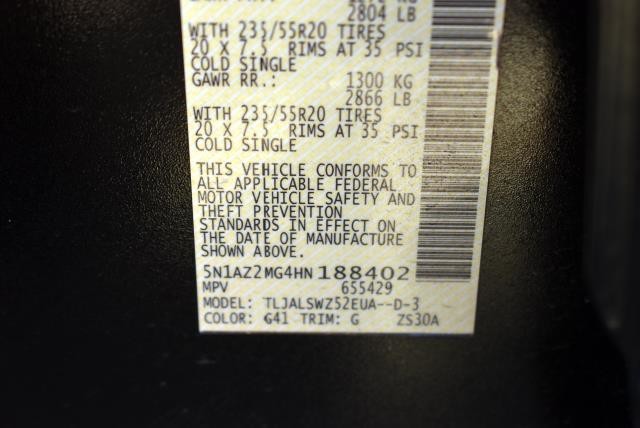 2804 LB
WITH 235/55R20 TIRES
20 X 7.5 RIMS AT 35 PSI
COLD SINGLE
GAWR RR.: 1300 KG
2866 LB
WITH 235/55R20 TIRES
20 X 7.5 RIMS AT 35 PSI
COLD SINGLE
THIS VEHICLE CONFORMS TO
ALL APPLICABLE FEDERAL
MOTOR VEHICLE SAFETY AND
THEFT PREVENTION
STANDARDS IN EFFECT ON
THE DATE OF MANUFACTURE
SHOWN ABOVE.
5N1AZ2MG4HN188402
MPV 655429
MODEL: TLJALSWZ52EUA--D-3
COLOR: G41 TRIM: G ZS30A